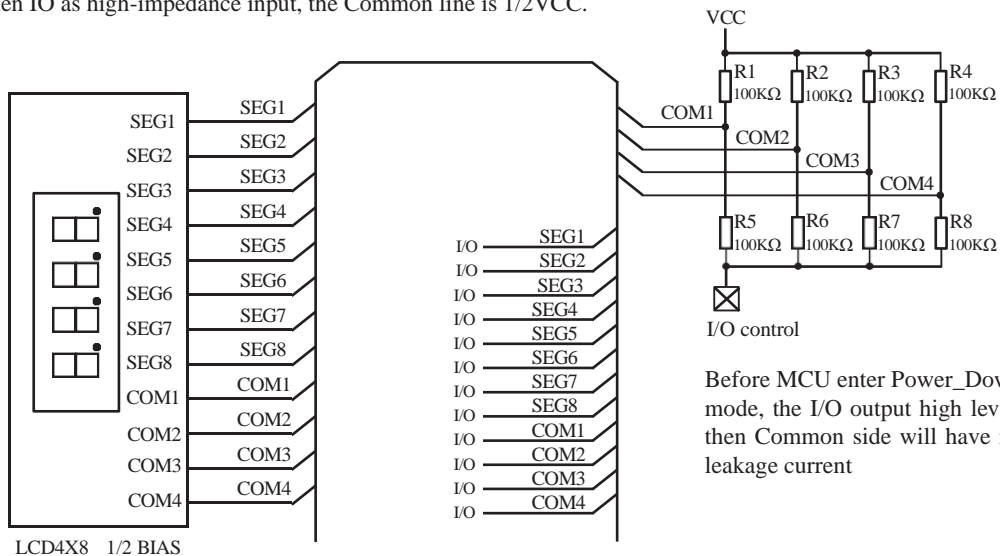 IO as high-impedance input, the Common line is 1/2VCC.
VCC
R1
100KΩ
R2
100KΩ
R3
100KΩ
R4
100KΩ
COM1
COM2
COM3
COM4
R5
100KΩ
R6
100KΩ
R7
100KΩ
R8
100KΩ
I/O control
Before MCU enter
mode, the I/O output high
then Common side will have
leakage current
SEG1
SEG2
SEG3
SEG4
SEG5
SEG6
SEG7
SEG8
COM1
COM2
COM3
COM4
SEG1
SEG2
SEG3
SEG4
SEG5
SEG6
SEG7
SEG8
COM1
COM2
COM3
COM4
I/O SEG1
I/O SEG2
I/O SEG3
I/O SEG4
I/O SEG5
I/O SEG6
I/O SEG7
I/O SEG8
I/O COM1
I/O COM2
I/O COM3
I/O COM4
LCD4X8 1/2 BIAS